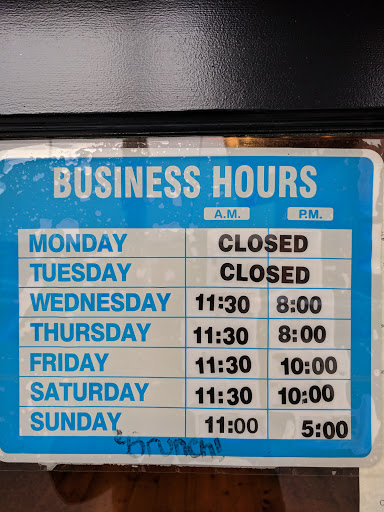 BUSINESS HOURS
A.M. P.M.
MONDAY CLOSED
TUESDAY CLOSED
WEDNESDAY 11:30 8:00
THURSDAY 11:30 8:00
FRIDAY 11:30 10:00
SATURDAY 11:30 10:00
SUNDAY 11:00 5:00
brunch!